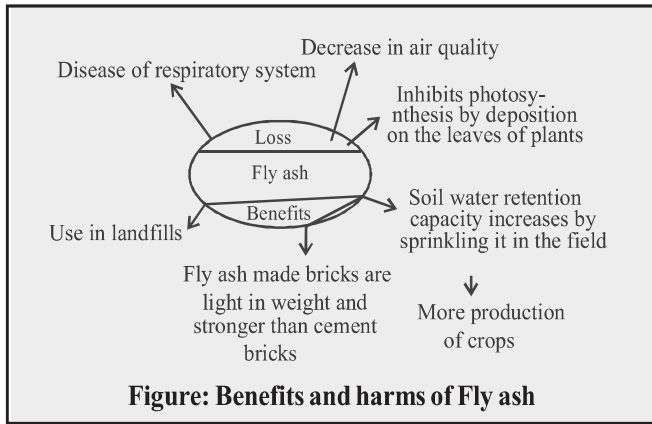 Decrease in air quality
Disease of respiratory system
Inhibits photosy-
nthesis by deposition
on the leaves of plants
Loss
Fly ash
Benefits
Soil water retention
capacity increases by
sprinkling it in the field
Use in landfills
Fly ash made bricks are
light in weight and
stronger than cement
bricks
More production
of crops
Figure: Benefits and harms of Fly ash